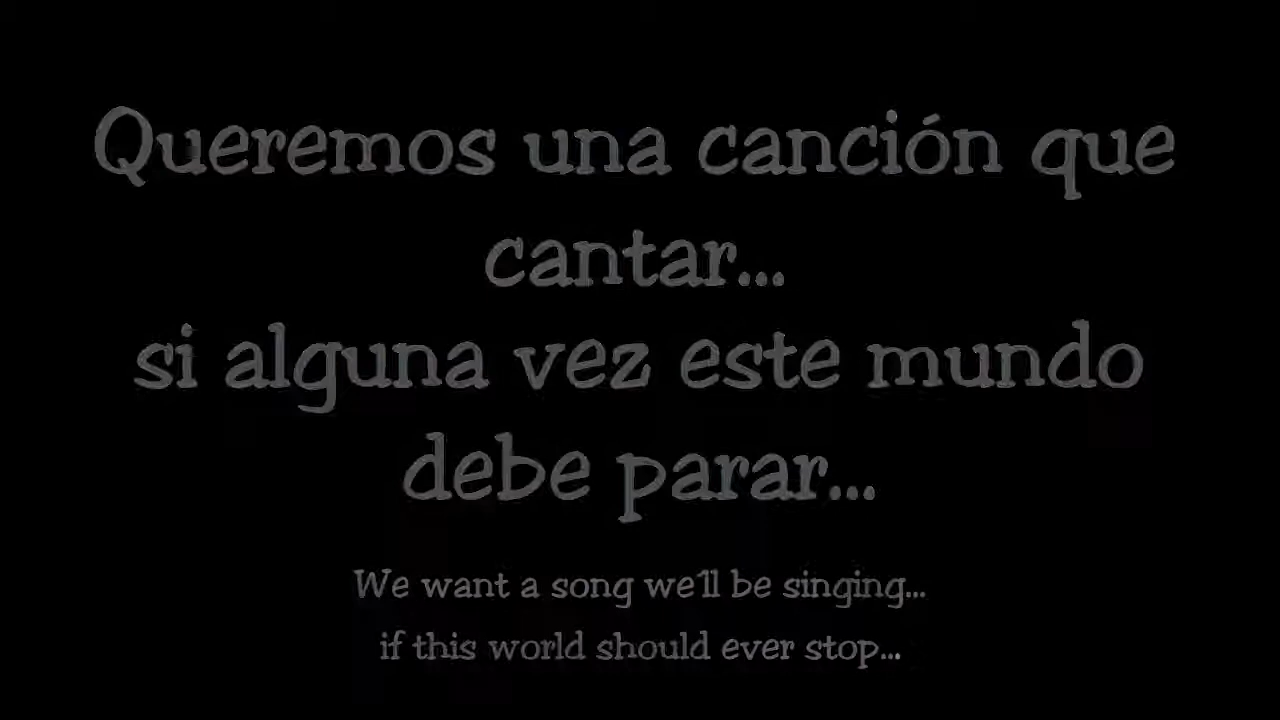 Queremos una canción que
cantar...
si alguna vez este mundo
debe parar...
We want a song we'll be singing...
if this world should ever stop...